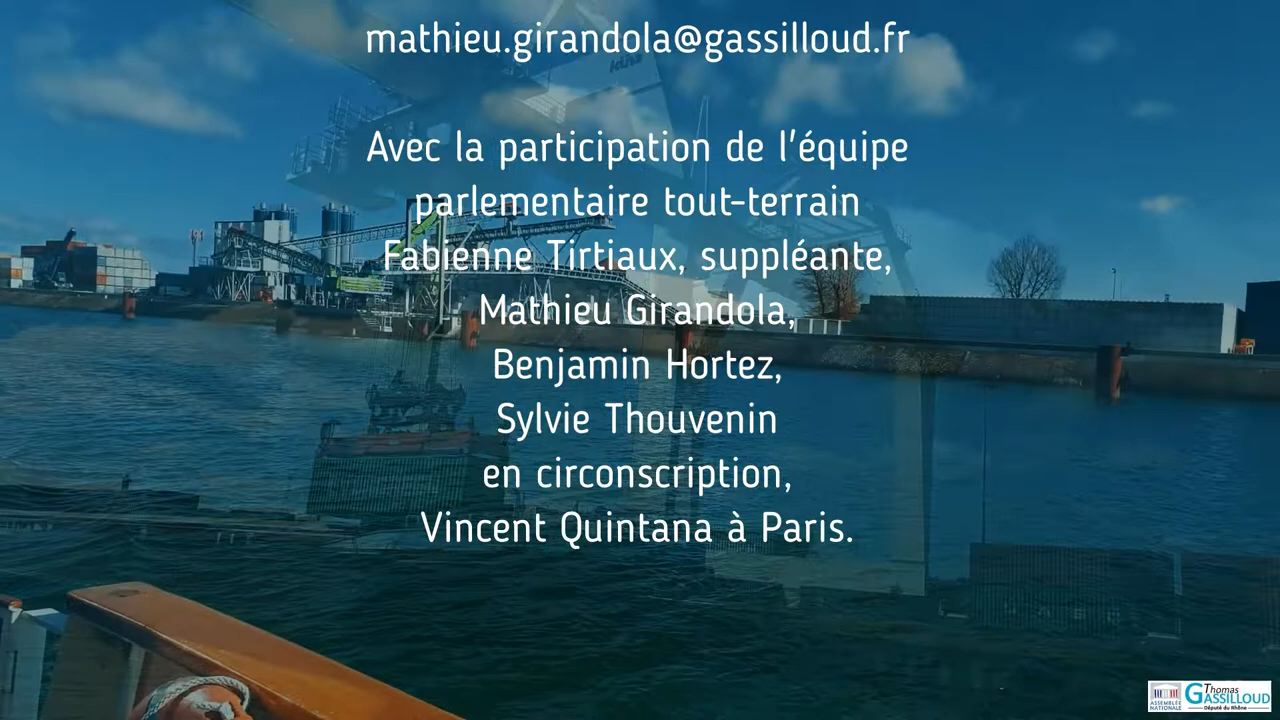 mathieu.girandola@gassilloud.fr
Avec la participation de l'équipe
parlementaire tout-terrain
Fabienne Tirtiaux, suppléante,
Mathieu Girandola,
Benjamin Hortez,
Sylvie Thouvenin
en circonscription,
Vincent Quintana à Paris.
ASSEMBLÉE
NATIONALE
Thomas
GASSILLOUD
Député du Rhône